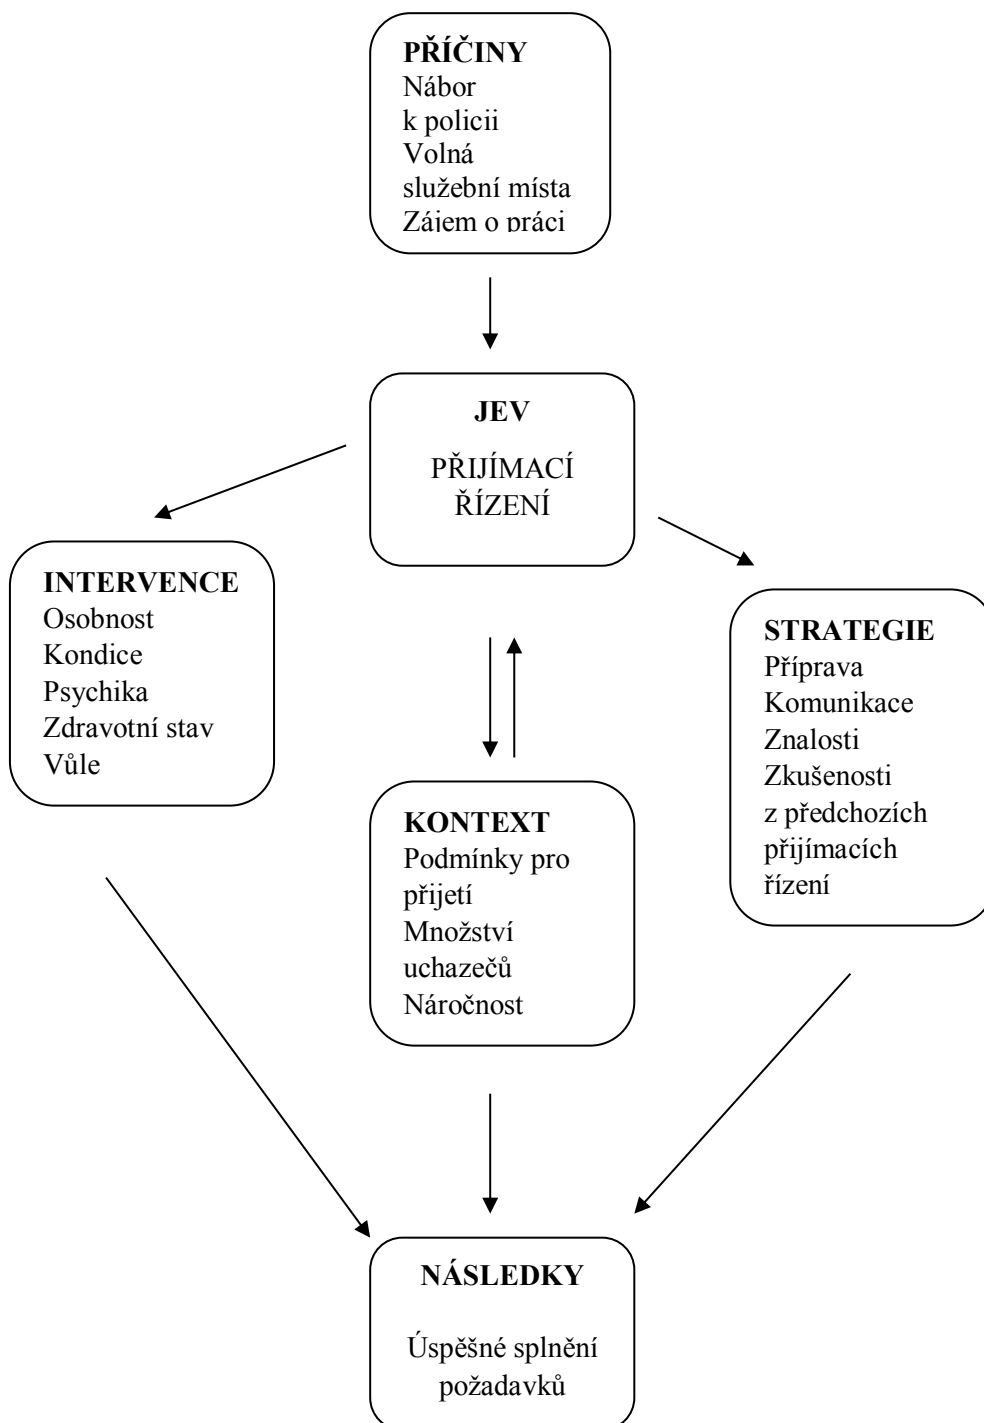 PŘÍČINY
Nábor
k policii
Volná
služební místa
Zájem o práci
JEV
PŘIJÍMACÍ
ŘÍZENÍ
INTERVENCE
Osobnost
Kondice
Psychika
Zdravotní stav
Vůle
STRATEGIE
Příprava
Komunikace
Znalosti
Zkušenosti
z předchozích
přijímacích
řízení
KONTEXT
Podmínky pro
přijetí
Množství
uchazečů
Náročnost
NÁSLEDKY
Úspěšné splnění
požadavků